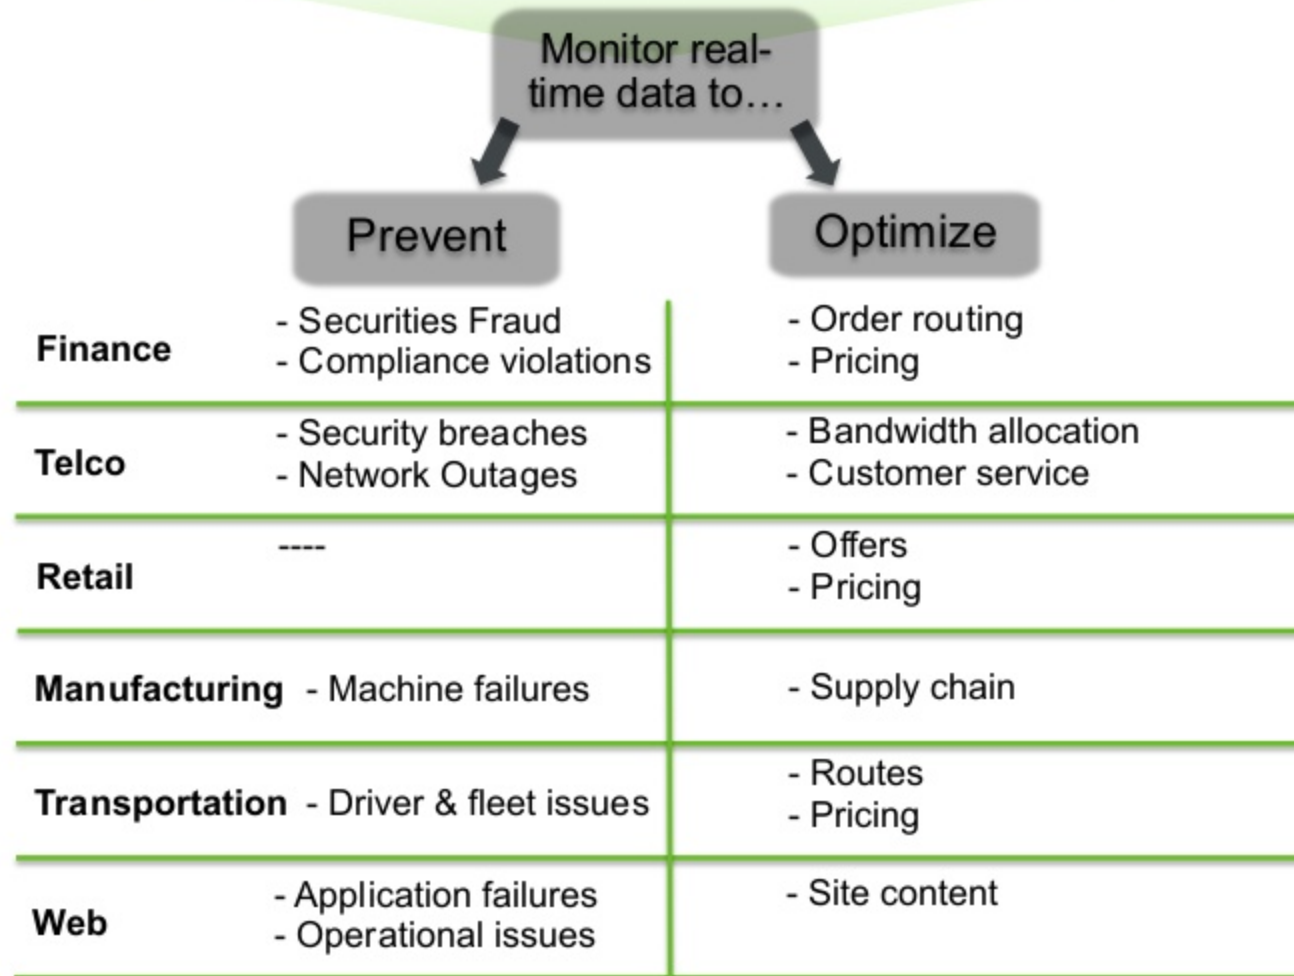 Monitor real-
time data to…
Prevent
Optimize
Finance
- Securities Fraud
- Compliance violations
- Order routing
- Pricing
Telco
- Security breaches
- Network Outages
- Bandwidth allocation
- Customer service
Retail
----
- Offers
- Pricing
Manufacturing - Machine failures
- Supply chain
Transportation - Driver & fleet issues
- Routes
- Pricing
Web
- Application failures
- Operational issues
- Site content